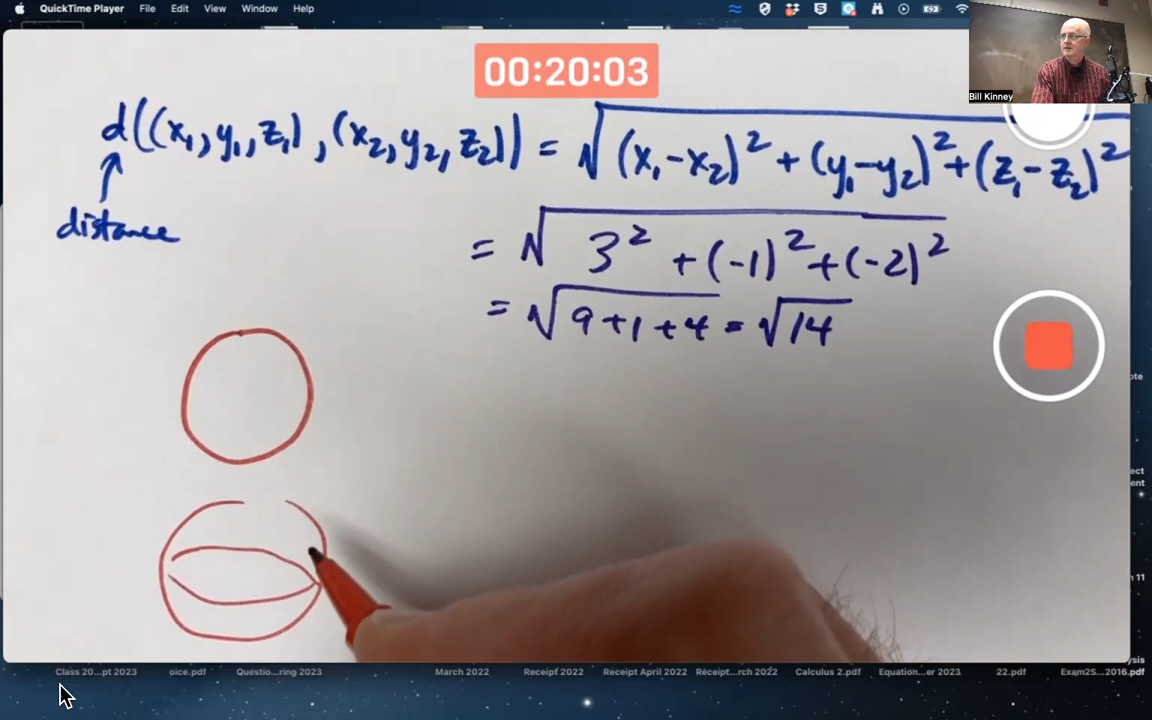 QuickTime Player File Edit View Window Help
00:20:03
Bill Kinney
d((x₁,y₁,z₁),(x₂,y₂,z₂)) = √(x₁-x₂)²+(y₁-y₂)²+(z₁-z₂)²
distance
= √3²+(-1)²+(-2)²
= √9+1+4 = √14
Class 20...pt 2023 oice.pdf Questio...ring 2023 March 2022 Receipt 2022 Receipt April 2022 Receipt...rch 2022 Calculus 2.pdf Equation...er 2023 22.pdf Exam2S...2016.pdf